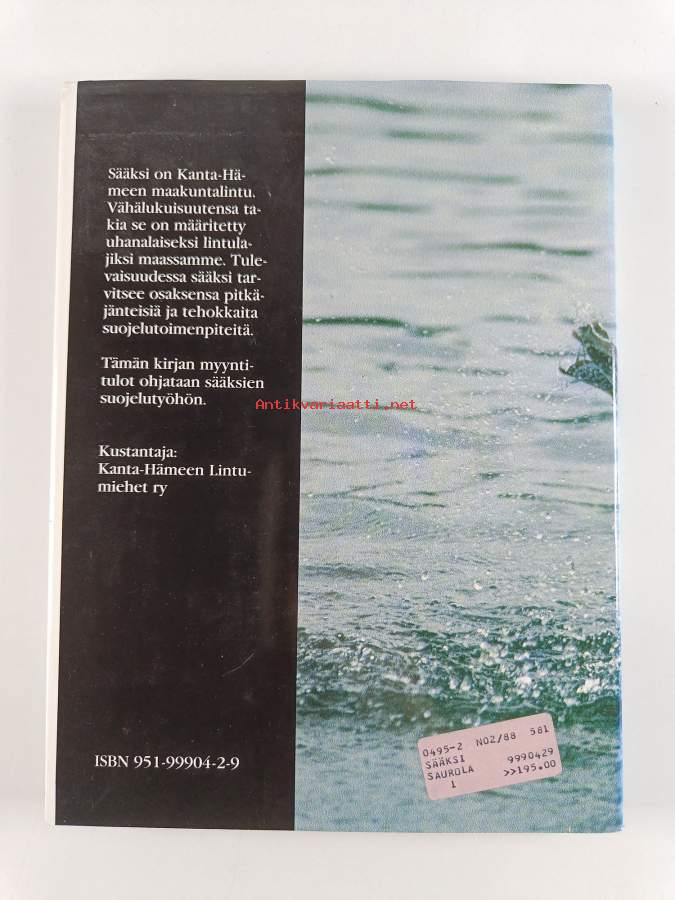 Sääksi on Kanta-Hä-
meen maakuntalintu.
Vähälukuisuutensa ta-
kia se on määritetty
uhanalaiseksi lintula-
jiksi maassamme. Tule-
vaisuudessa sääksi tar-
vitsee osaksensa pitkä-
jänteisiä ja tehokkaita
suojelutoimenpiteitä.
Tämän kirjan myynti-
tulot ohjataan sääksien
suojelutyöhön.
Antikvariaatti.net
Kustantaja:
Kanta-Hämeen Lintu-
miehet ry
ISBN 951-99904-2-9
0495-2 NO2/88 581
SÄÄKSI 9990429
SAUROLA >>195.00
1